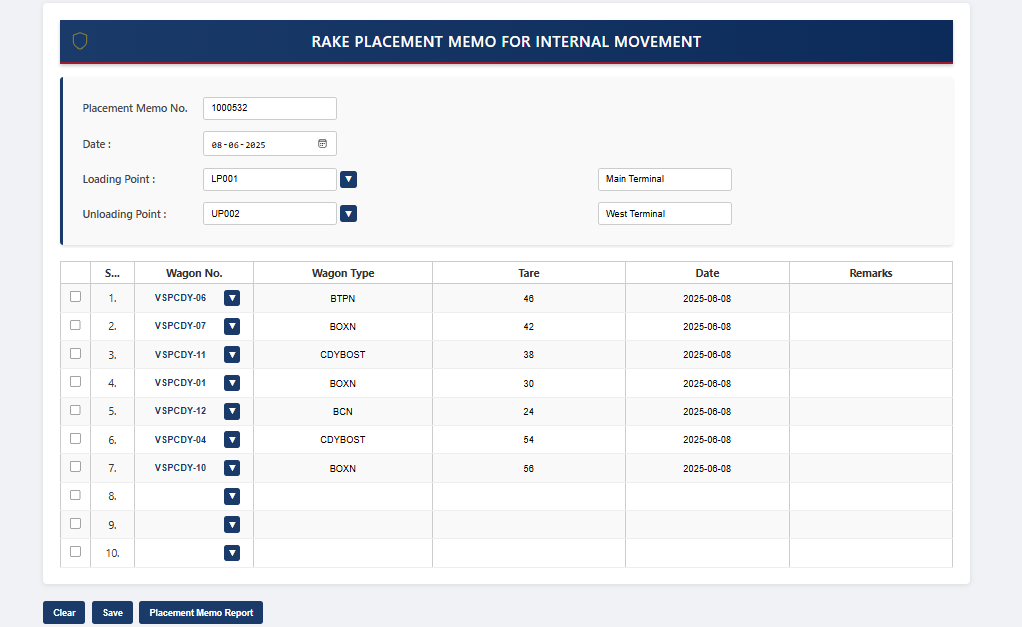 RAKE PLACEMENT MEMO FOR INTERNAL MOVEMENT
Placement Memo No. 1000532
Date : 08-06-2025
Loading Point : LP001 Main Terminal
Unloading Point : UP002 West Terminal
S... Wagon No. Wagon Type Tare Date Remarks
1. VSPCDY-06 BTPN 46 2025-06-08
2. VSPCDY-07 BOXN 42 2025-06-08
3. VSPCDY-11 CDYBOST 38 2025-06-08
4. VSPCDY-01 BOXN 30 2025-06-08
5. VSPCDY-12 BCN 24 2025-06-08
6. VSPCDY-04 CDYBOST 54 2025-06-08
7. VSPCDY-10 BOXN 56 2025-06-08
8.
9.
10.
Clear Save Placement Memo Report